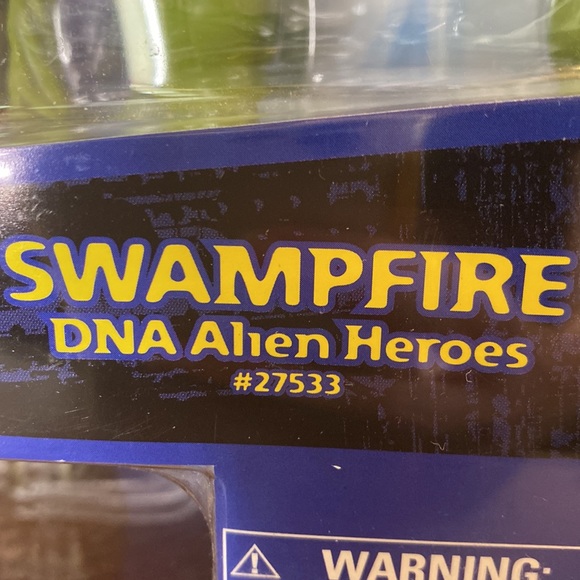 SWAMPFIRE
DNA Alien Heroes
#27533
WARNING: